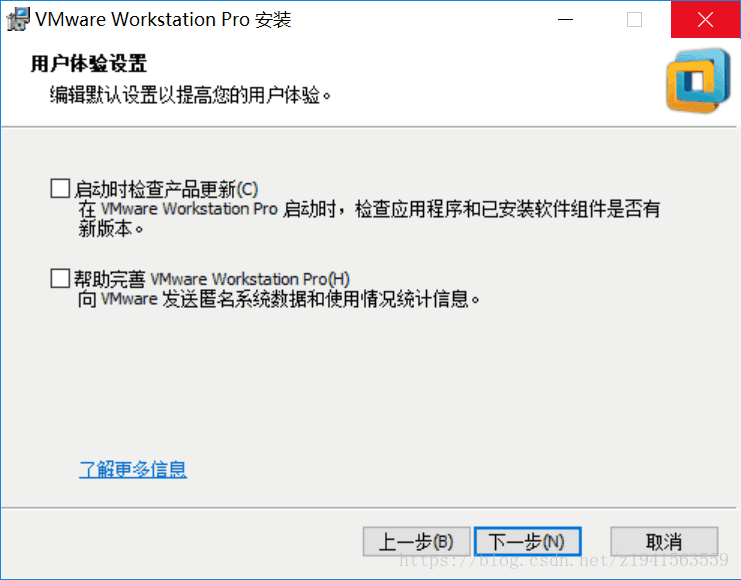 VMware Workstation Pro 安装
用户体验设置
编辑默认设置以提高您的用户体验。
启动时检查产品更新(C)
在 VMware Workstation Pro 启动时，检查应用程序和已安装软件组件是否有
新版本。
帮助完善 VMware Workstation Pro(H)
向 VMware 发送匿名系统数据和使用情况统计信息。
了解更多信息
上一步(B) 下一步(N) 取消
https://blog.csdn.net/z1941563559